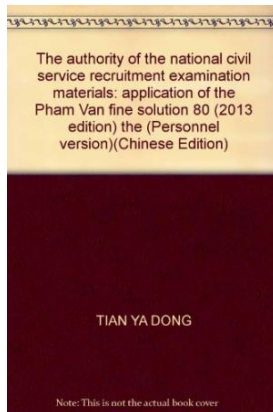 The authority of the national civil
service recruitment examination
materials: application of the
Pham Van fine solution 80 (2013
edition) the (Personnel
version)(Chinese Edition)
TIAN YA DONG
Note: This is not the actual book cover